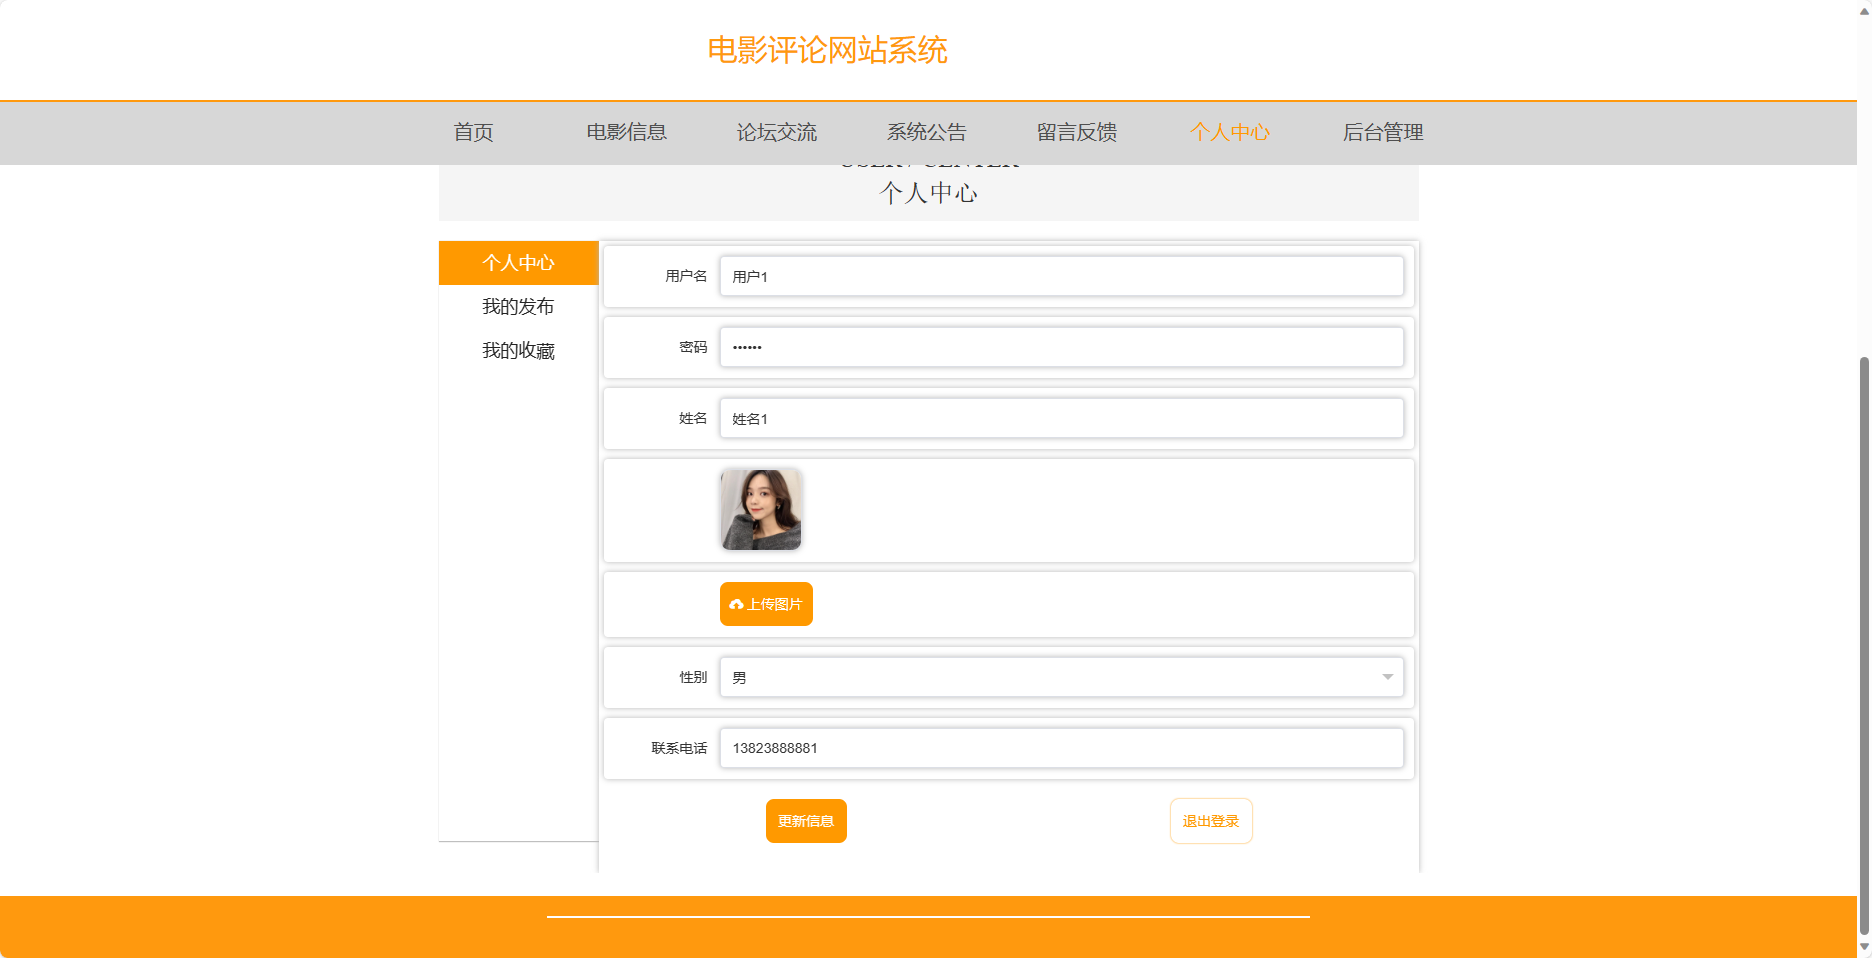 电影评论网站系统
首页 电影信息 论坛交流 系统公告 留言反馈 个人中心 后台管理
USER / CENTER
个人中心
个人中心
我的发布
我的收藏
用户名 用户1
密码 ••••••
姓名 姓名1
上传图片
性别 男
联系电话 13823888881
更新信息 退出登录